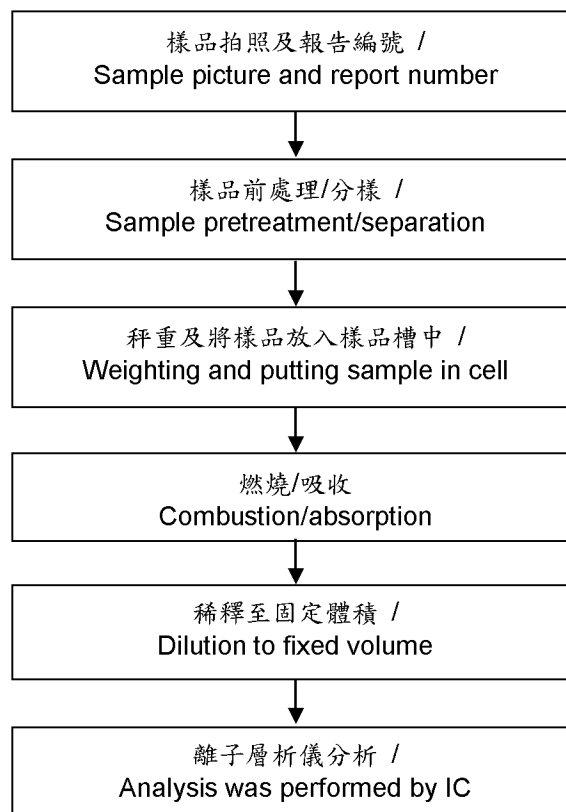 樣品拍照及報告編號 /
Sample picture and report number
樣品前處理/分樣 /
Sample pretreatment/separation
秤重及將樣品放入樣品槽中 /
Weighting and putting sample in cell
燃燒/吸收
Combustion/absorption
稀釋至固定體積 /
Dilution to fixed volume
離子層析儀分析 /
Analysis was performed by IC